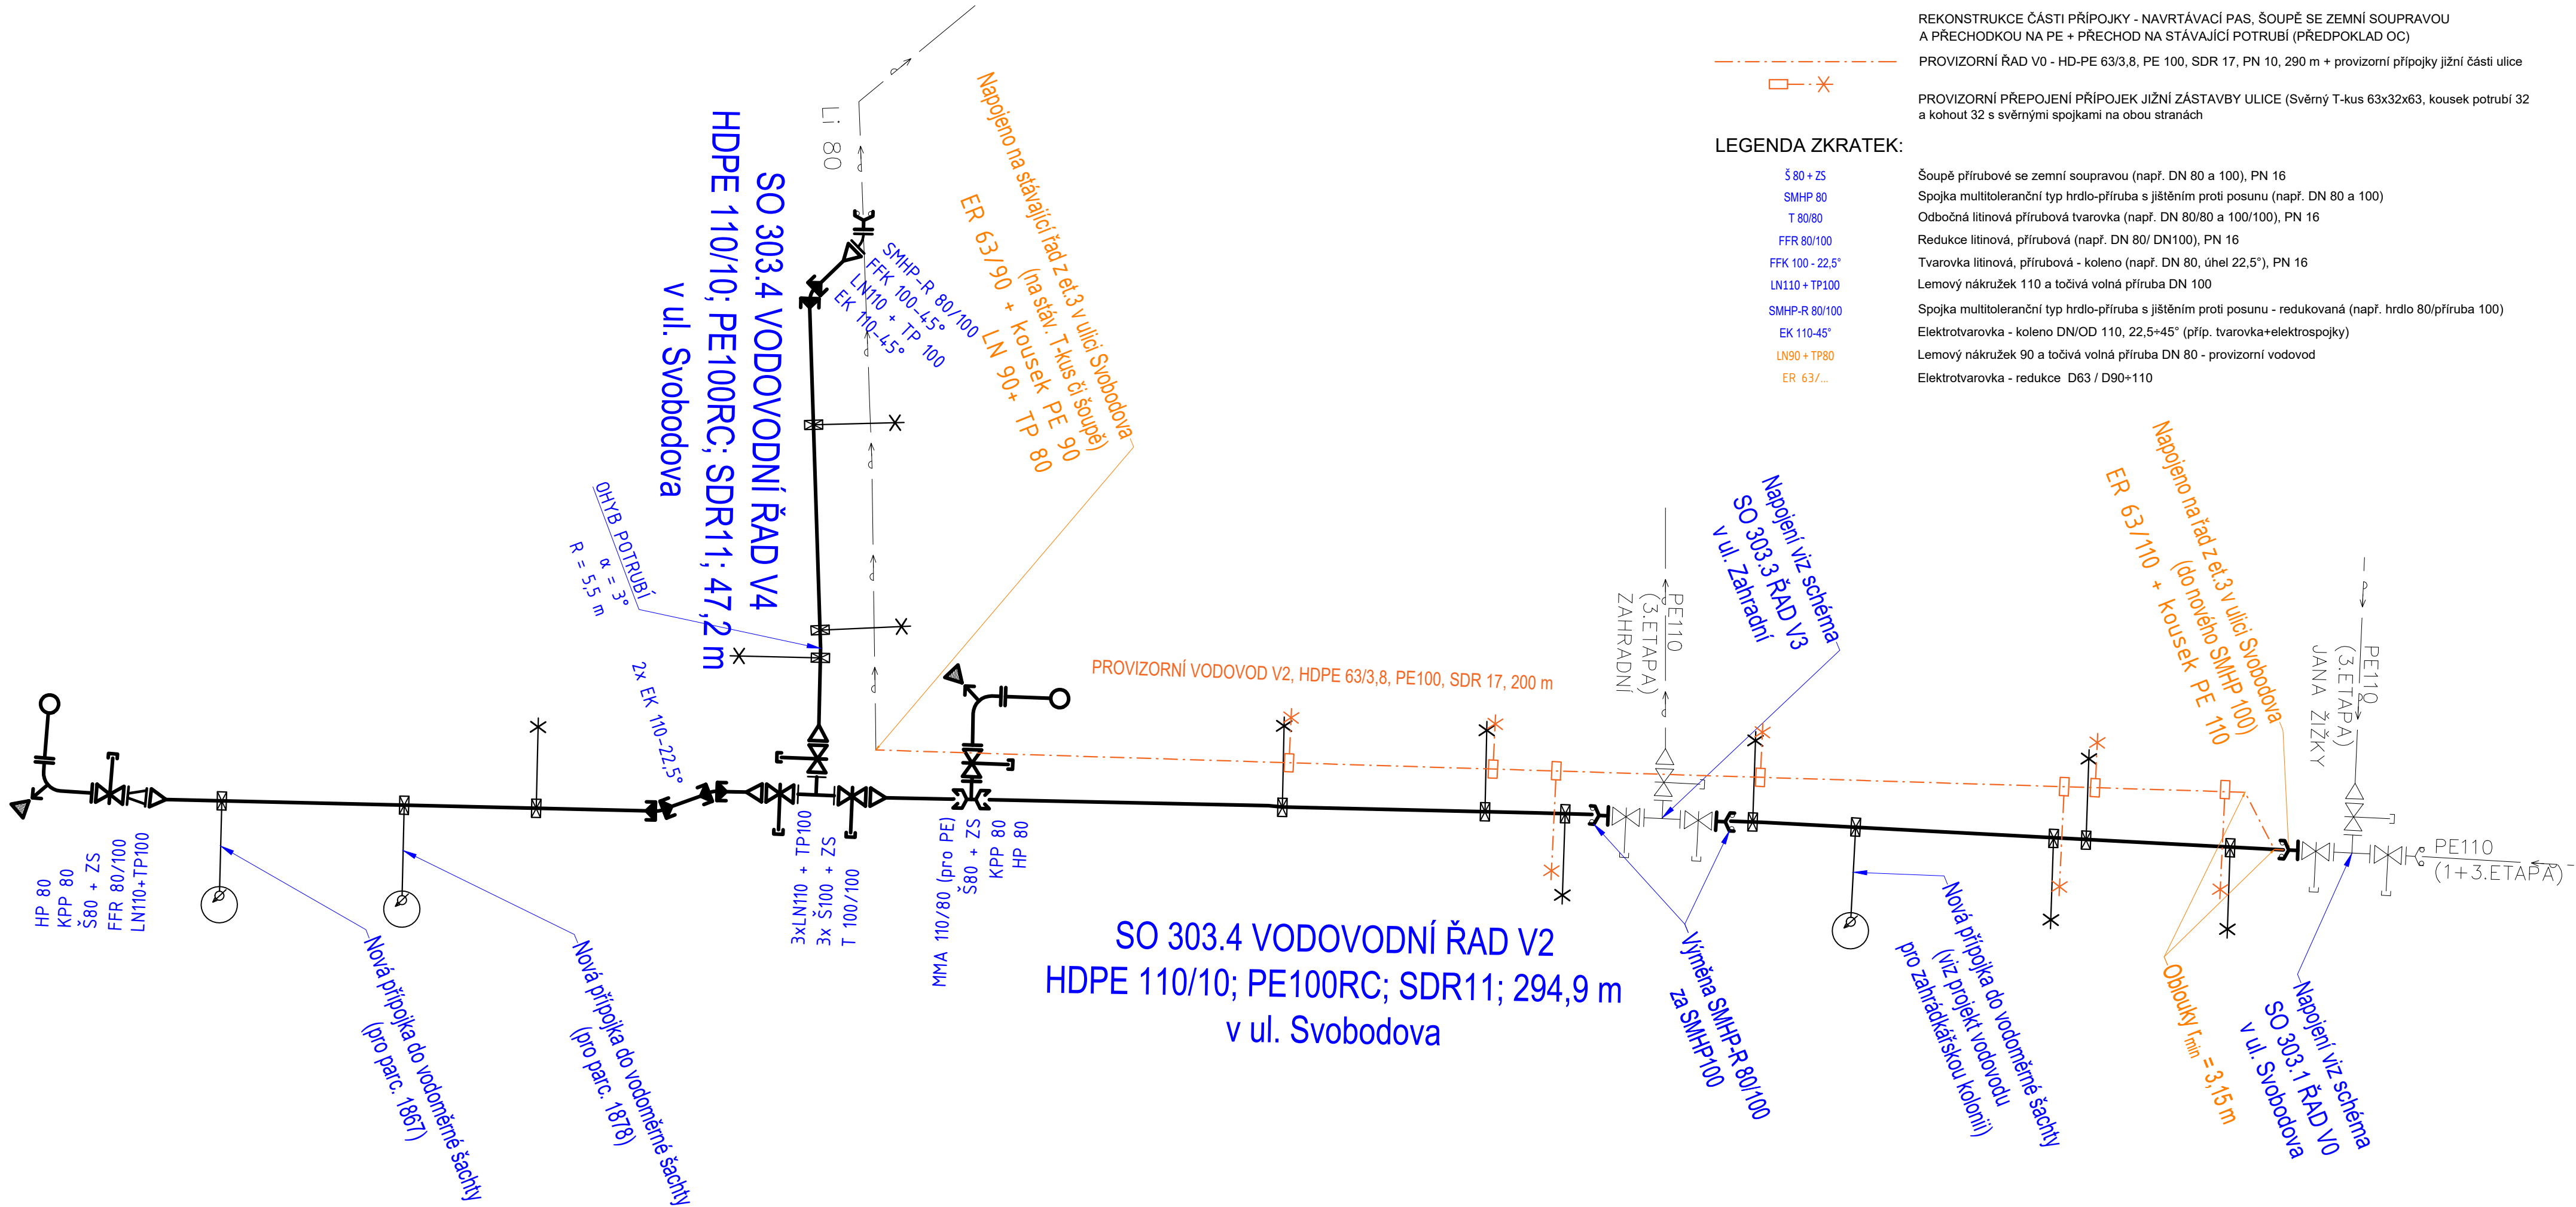 REKONSTRUKCE ČÁSTI PŘÍPOJKY - NAVRTÁVACÍ PAS, ŠOUPĚ SE ZEMNÍ SOUPRAVOU
A PŘECHODKOU NA PE + PŘECHOD NA STÁVAJÍCÍ POTRUBÍ (PŘEDPOKLAD OC)
PROVIZORNÍ ŘAD V0 - HD-PE 63/3,8, PE 100, SDR 17, PN 10, 290 m + provizorní přípojky jižní části ulice
PROVIZORNÍ PŘEPOJENÍ PŘÍPOJEK JIŽNÍ ZÁSTAVBY ULICE (Svěrný T-kus 63x32x63, kousek potrubí 32
a kohout 32 s svěrnými spojkami na obou stranách
LEGENDA ZKRATEK:
Š 80 + ZS
Šoupě přírubové se zemní soupravou (např. DN 80 a 100), PN 16
SMHP 80
Spojka multitoleranční typ hrdlo-příruba s jištěním proti posunu (např. DN 80 a 100)
T 80/80
Odbočná litinová přírubová tvarovka (např. DN 80/80 a 100/100), PN 16
FFR 80/100
Redukce litinová, přírubová (např. DN 80/ DN100), PN 16
FFK 100 - 22,5°
Tvarovka litinová, přírubová - koleno (např. DN 80, úhel 22,5°), PN 16
LN110 + TP100
Lemový nákružek 110 a točivá volná příruba DN 100
SMHP-R 80/100
Spojka multitoleranční typ hrdlo-příruba s jištěním proti posunu - redukovaná (např. hrdlo 80/příruba 100)
EK 110-45°
Elektrotvarovka - koleno DN/OD 110, 22,5÷45° (příp. tvarovka+elektrospojky)
LN90 + TP80
Lemový nákružek 90 a točivá volná příruba DN 80 - provizorní vodovod
ER 63/...
Elektrotvarovka - redukce D63 / D90÷110
Li 80
SO 303.4 VODOVODNÍ ŘAD V4
HDPE 110/10; PE100RC; SDR11; 47,2 m
v ul. Svobodova
SMHP-R 80/100
FFK 100-45°
LN110 + TP 100
EK 110-45°
Napojeno na stávající řad z et.3 v ulici Svobodova
(na stáv. T-kus či šoupě)
ER 63/90 + kousek PE 90
LN 90+ TP 80
OHYB POTRUBÍ
α = 3°
R = 5,5 m
2x EK 110-22,5°
PROVIZORNÍ VODOVOD V2, HDPE 63/3,8, PE100, SDR 17, 200 m
PE110
(3.ETAPA)
ZAHRADNÍ
Napojení viz schéma
SO 303.3 ŘAD V3
v ul. Zahradní
Napojeno na řad z et.3 v ulici Svobodova
(do nového SMHP 100)
ER 63/110 + kousek PE 110
PE110
(3.ETAPA)
JANA ŽIŽKY
PE110
(1+3.ETAPA)
HP 80
KPP 80
Š80 + ZS
FFR 80/100
LN110+TP100
3xLN110 + TP100
3x Š100 + ZS
T 100/100
MMA 110/80 (pro PE)
Š80 + ZS
KPP 80
HP 80
SO 303.4 VODOVODNÍ ŘAD V2
HDPE 110/10; PE100RC; SDR11; 294,9 m
v ul. Svobodova
Nová přípojka do vodoměrné šachty
(pro parc. 1867)
Nová přípojka do vodoměrné šachty
(pro parc. 1878)
Výměna SMHP-R 80/100
za SMHP100
Nová přípojka do vodoměrné šachty
(viz projekt vodovodu
pro zahrádkářskou kolonii)
Oblouky rmin = 3,15 m
Napojení viz schéma
SO 303.1 ŘAD V0
v ul. Svobodova